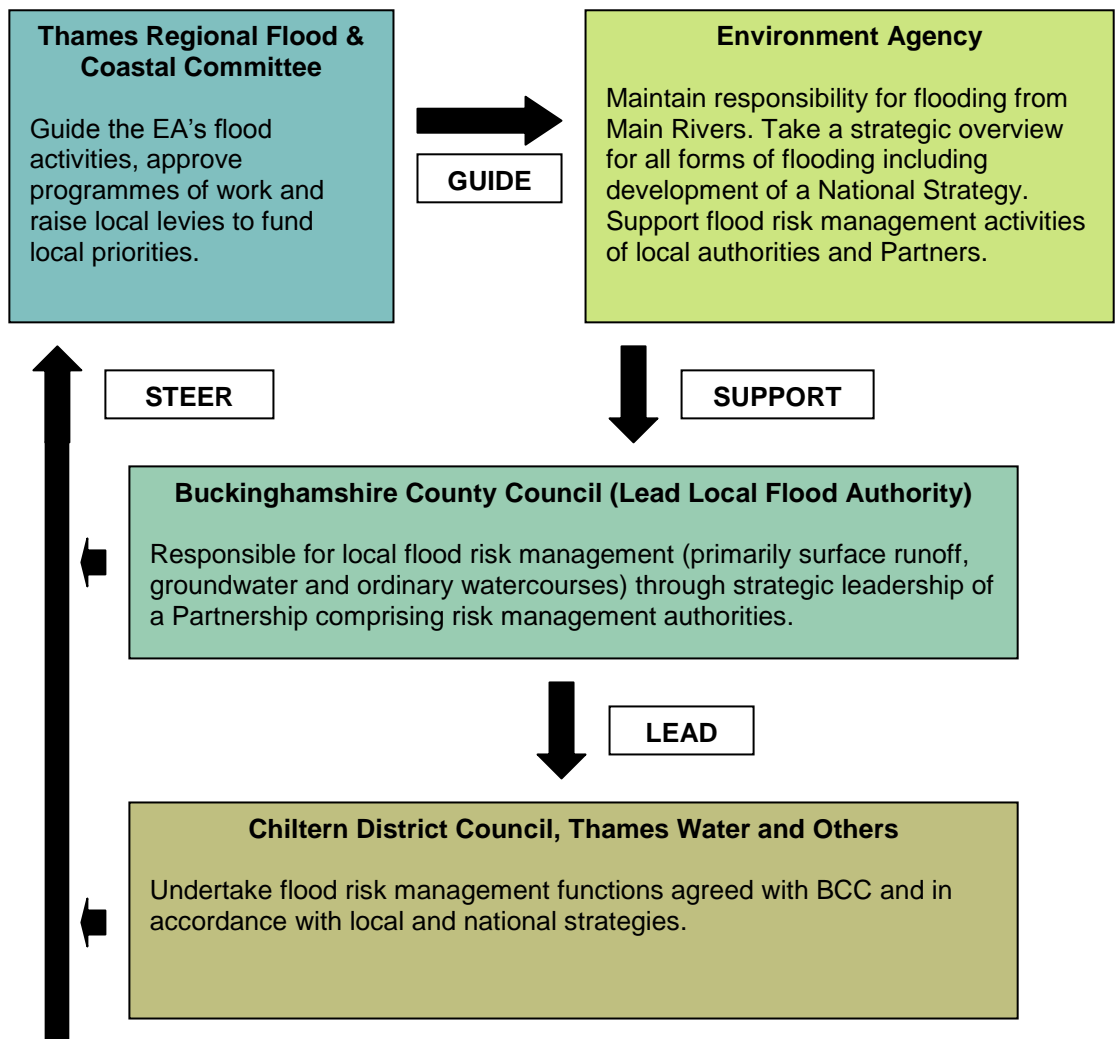 Thames Regional Flood &
Coastal Committee
Guide the EA's flood
activities, approve
programmes of work and
raise local levies to fund
local priorities.
GUIDE
Environment Agency
Maintain responsibility for flooding from
Main Rivers. Take a strategic overview
for all forms of flooding including
development of a National Strategy.
Support flood risk management activities
of local authorities and Partners.
STEER
SUPPORT
Buckinghamshire County Council (Lead Local Flood Authority)
Responsible for local flood risk management (primarily surface runoff,
groundwater and ordinary watercourses) through strategic leadership of
a Partnership comprising risk management authorities.
LEAD
Chiltern District Council, Thames Water and Others
Undertake flood risk management functions agreed with BCC and in
accordance with local and national strategies.